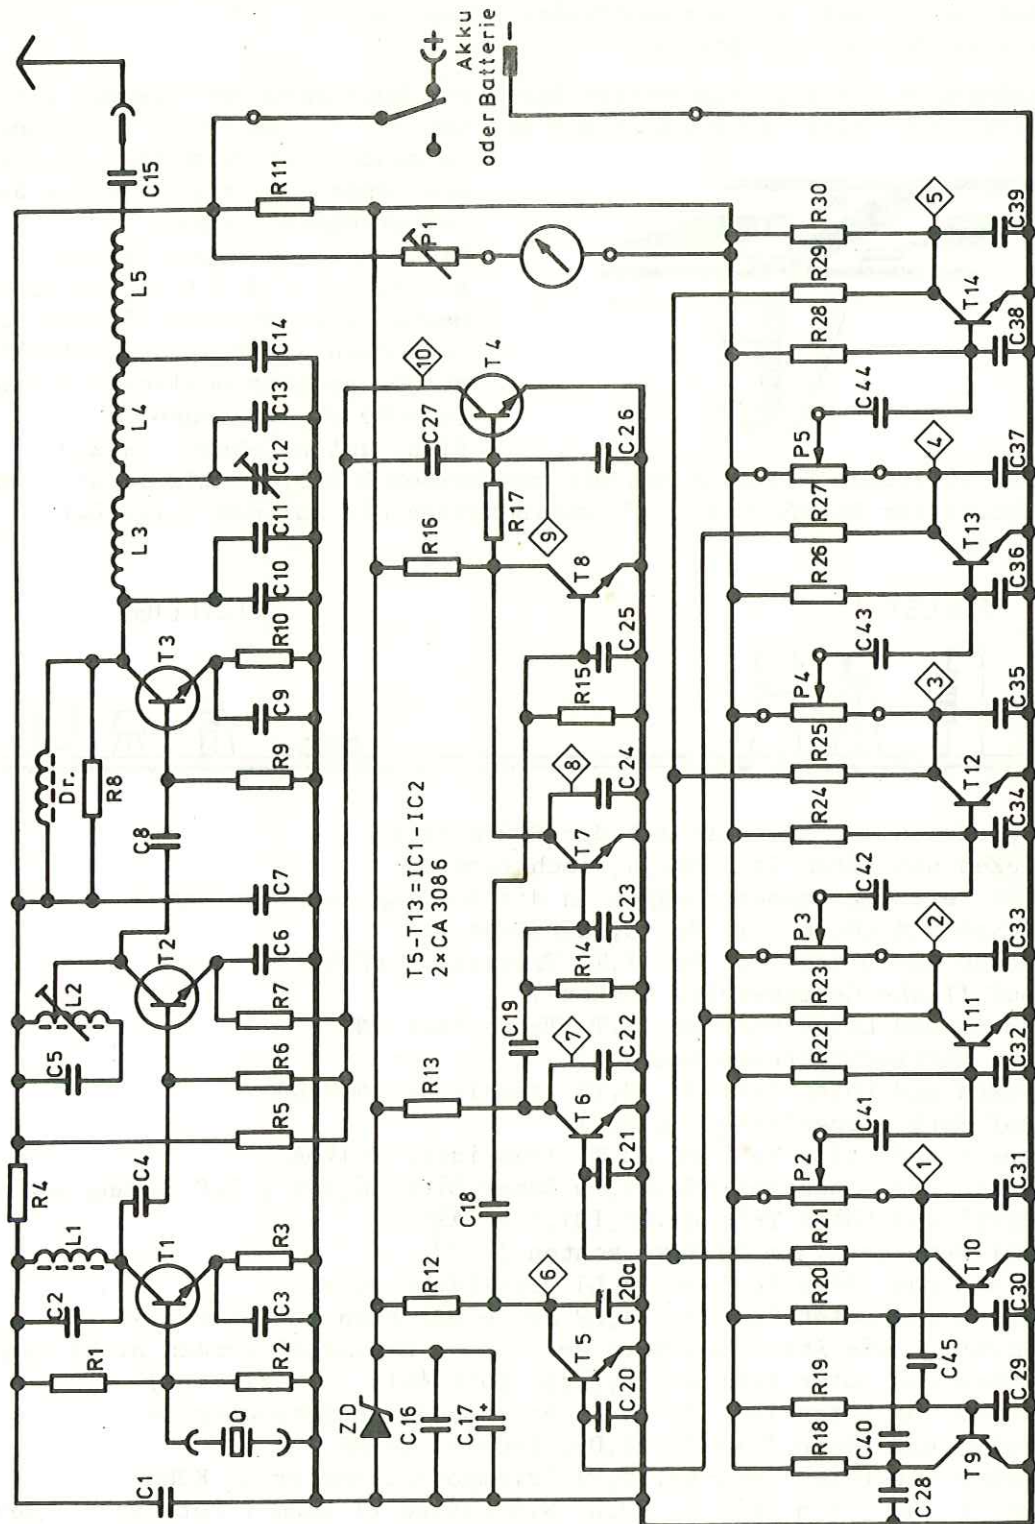 C1
R1
C2
L1
R4
C5
L2
Dr.
R8
L3
L4
L5
C15
Q
R2
T1
C3
R3
C4
R5
R6
R7
T2
C6
C7
C8
R9
T3
C9
R10
C10
C11
C12
C13
C14
R11
P1
+
Akku
oder Batterie
−
ZD
C16
C17
+
R12
R13
R16
C27
10
T4
R17
C26
9
T5-T13=IC1-IC2
2×CA 3086
T5
C20
C20a
6
C18
T6
C21
C22
7
C19
R14
C23
T7
C24
8
R15
C25
T8
R18
R19
R20
R21
P2
R22
R23
P3
R24
R25
P4
R26
R27
P5
R28
R29
R30
C28
C40
C45
C41
C42
C43
C44
1
2
3
4
5
T9
C29
T10
C30
C31
T11
C32
C33
T12
C34
C35
T13
C36
C37
T14
C38
C39